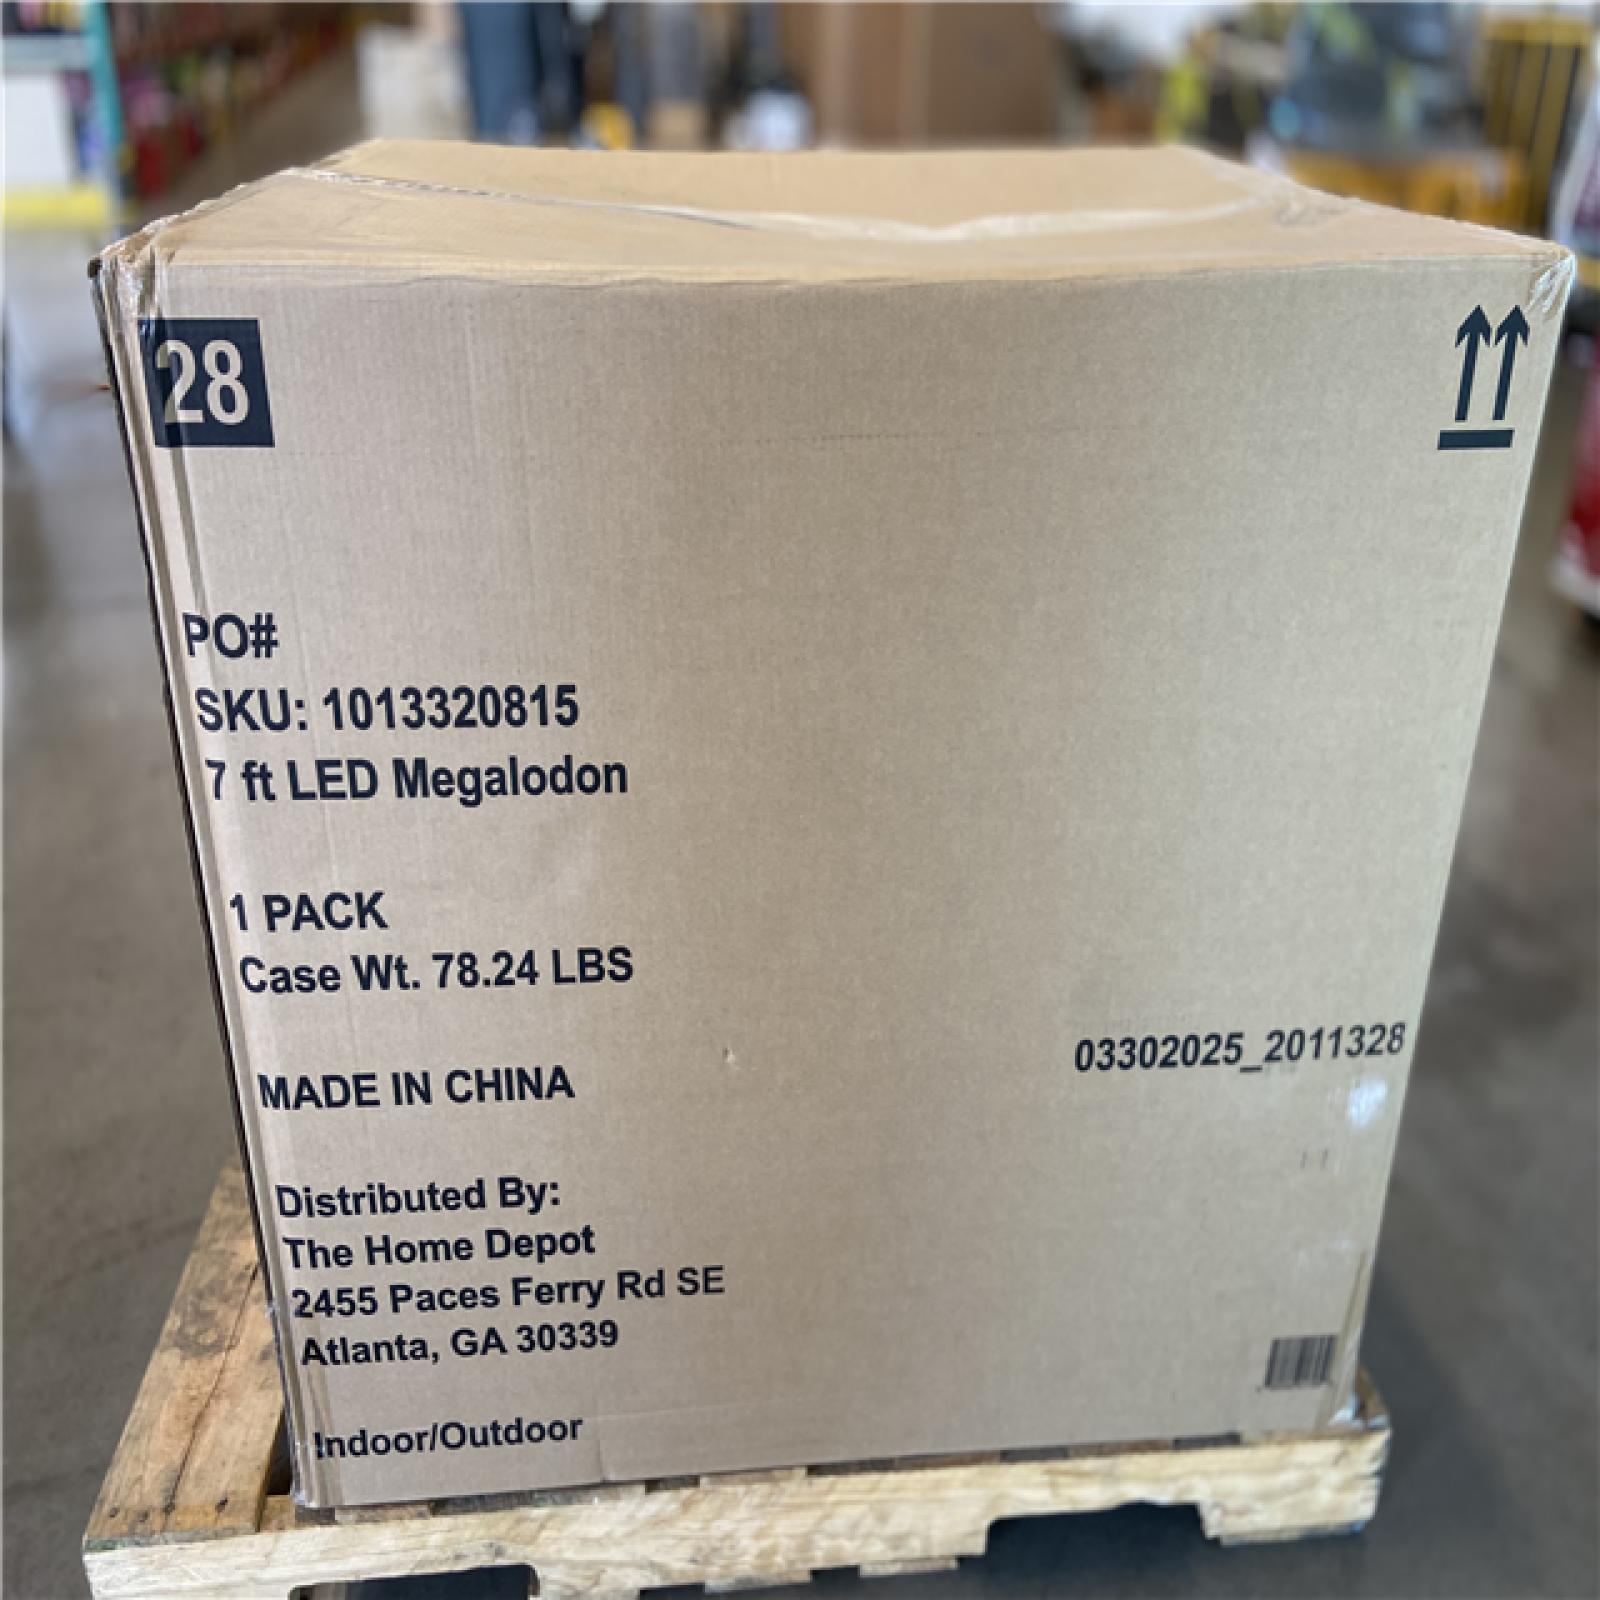 28
PO#
SKU: 1013320815
7 ft LED Megalodon
1 PACK
Case Wt. 78.24 LBS
03302025_2011328
MADE IN CHINA
Distributed By:
The Home Depot
2455 Paces Ferry Rd SE
Atlanta, GA 30339
Indoor/Outdoor